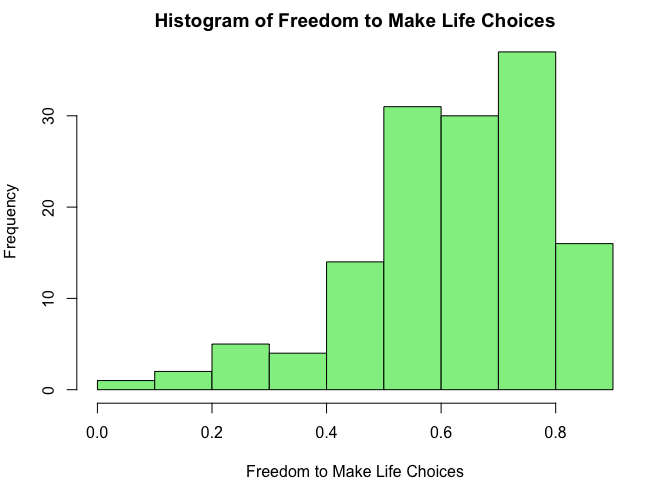 Histogram of Freedom to Make Life Choices
Frequency
30
20
10
0
0.0 0.2 0.4 0.6 0.8
Freedom to Make Life Choices